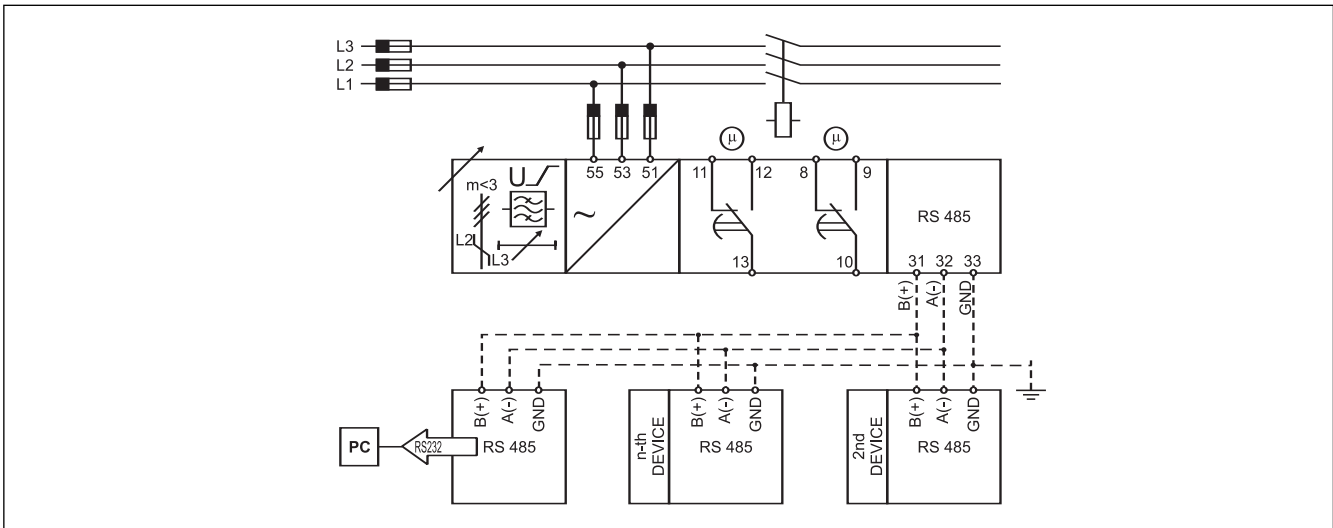 L3
L2
L1
µ
µ
55 53 51
11 12
8 9
m<3
U
L2
L3
~
13
10
RS 485
31 32 33
B(+)
A(-)
GND
B(+)
A(-)
GND
RS 485
RS232
PC
n-th
DEVICE
B(+)
A(-)
GND
RS 485
2nd
DEVICE
B(+)
A(-)
GND
RS 485